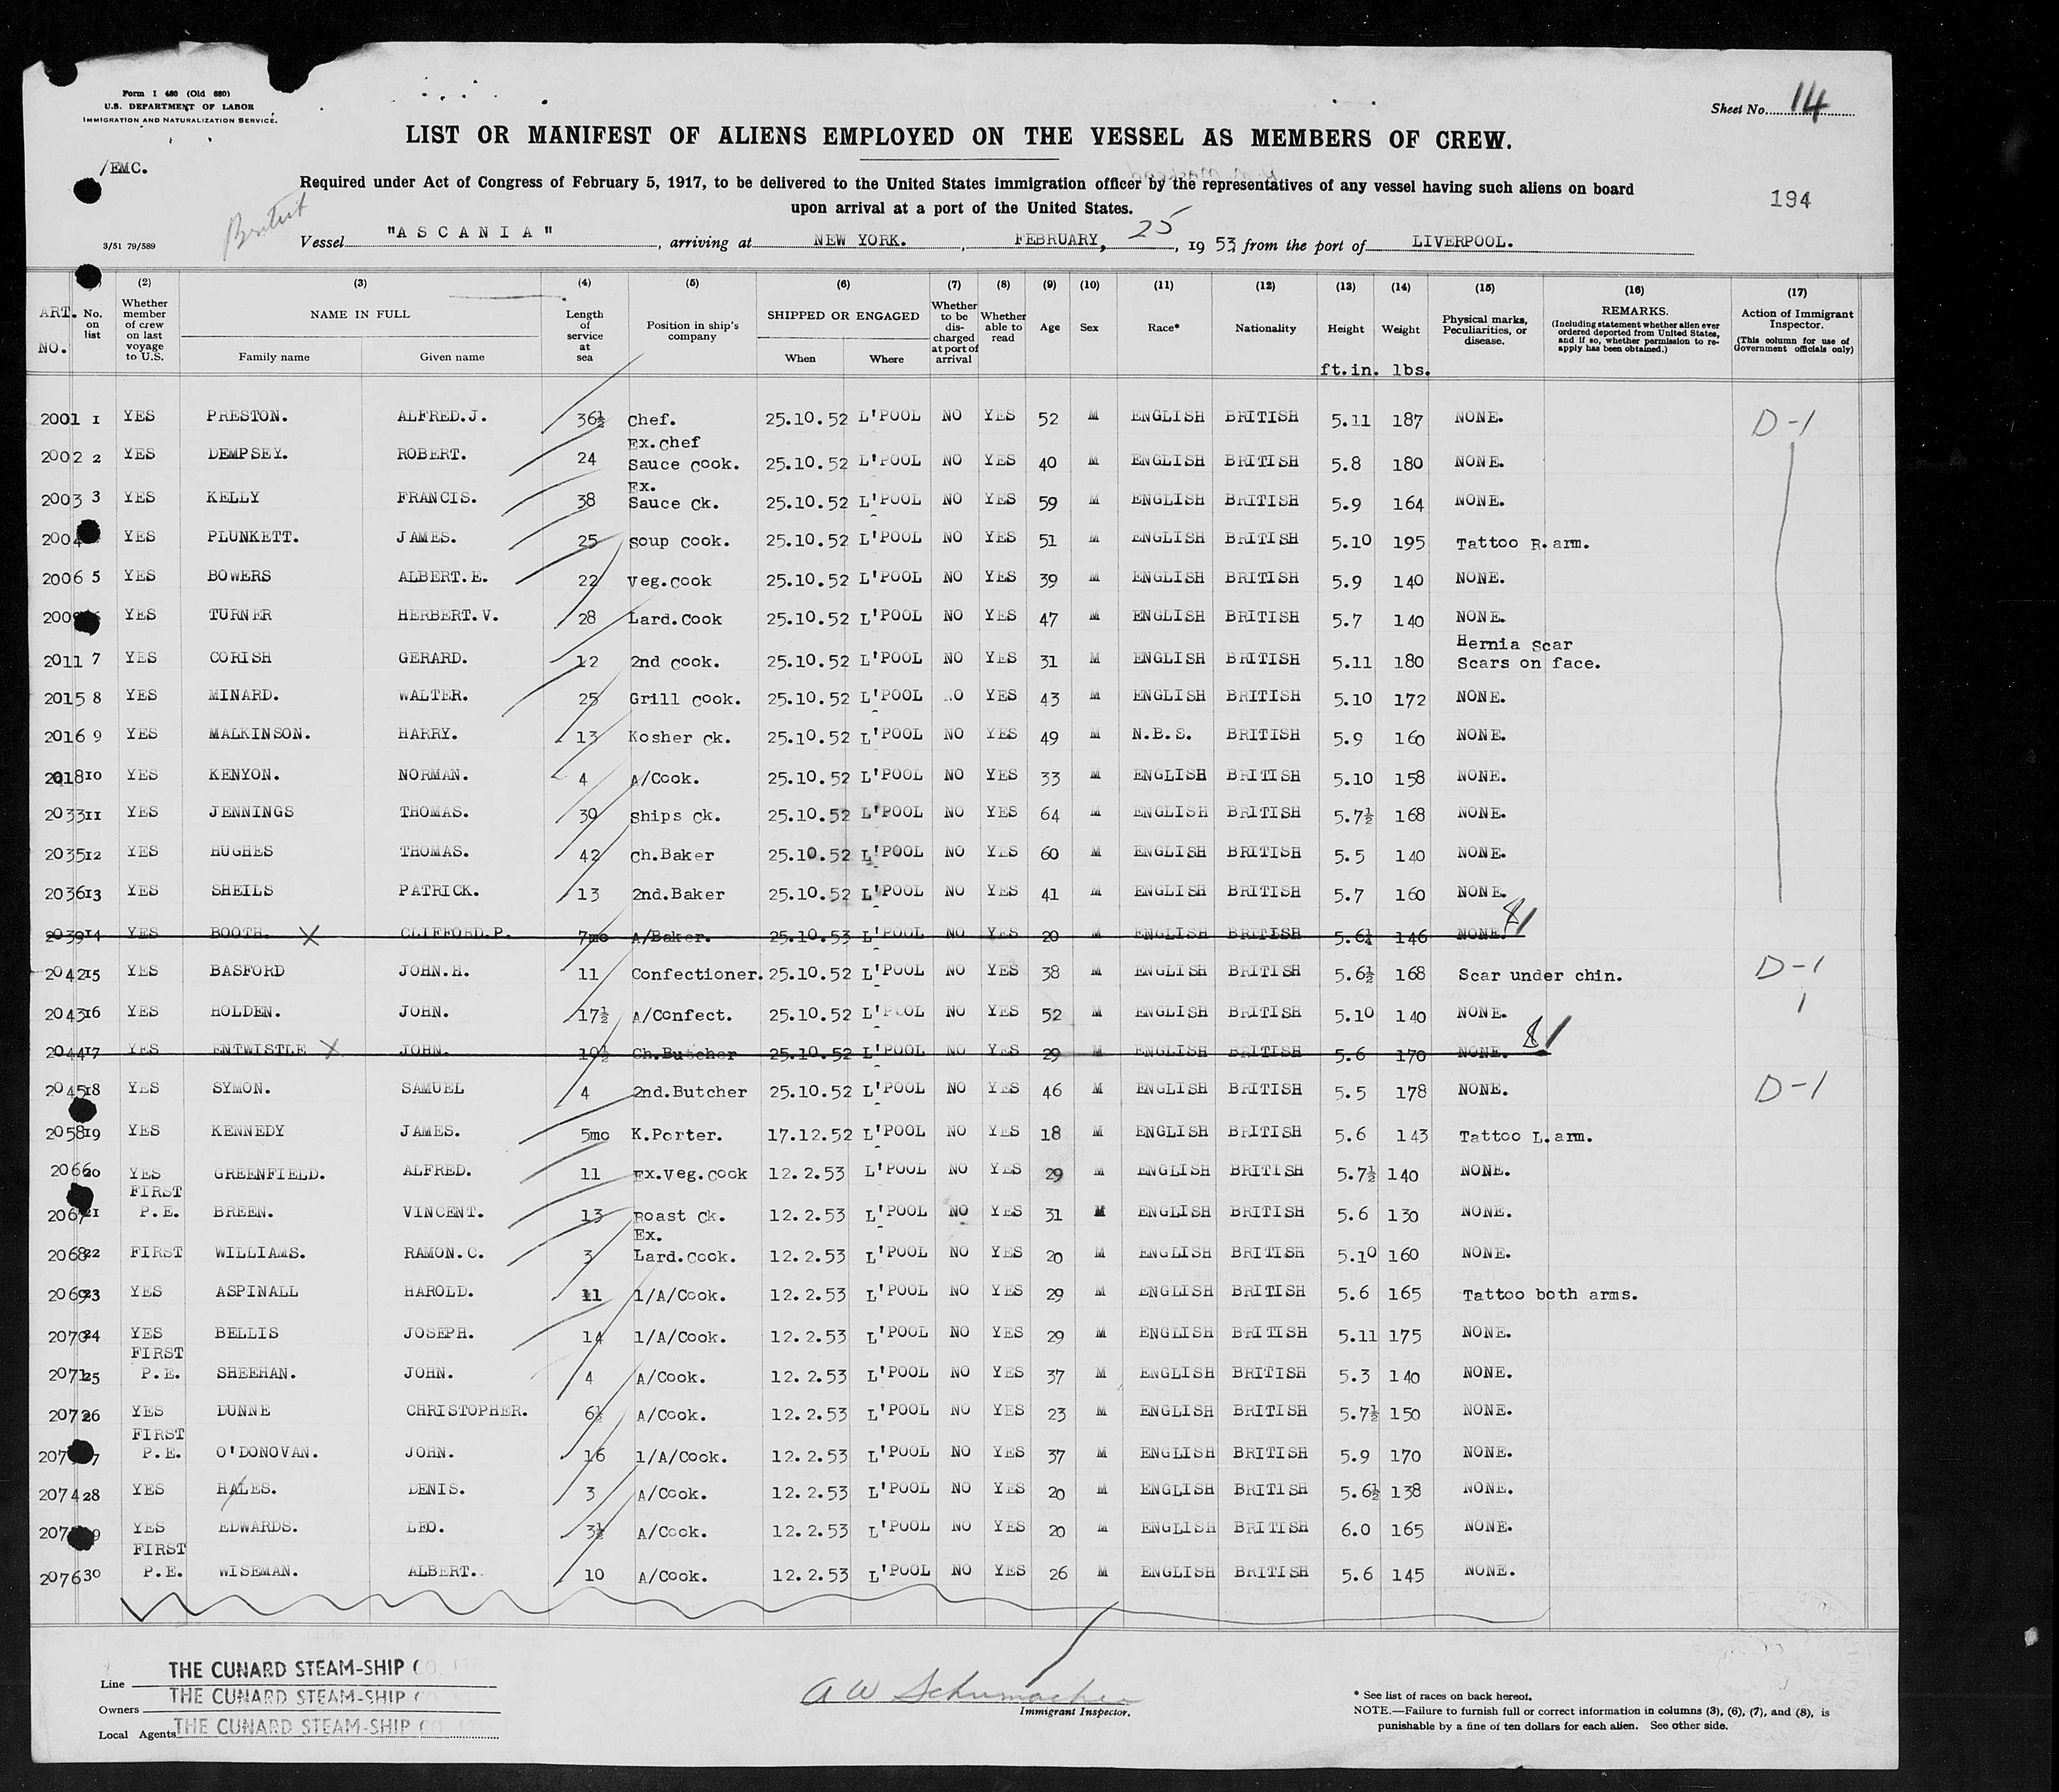 Form I 480 (Old 680)
U.S. DEPARTMENT OF LABOR
IMMIGRATION AND NATURALIZATION SERVICE.
Sheet No. 14
LIST OR MANIFEST OF ALIENS EMPLOYED ON THE VESSEL AS MEMBERS OF CREW.
/EMC.
Required under Act of Congress of February 5, 1917, to be delivered to the United States immigration officer by the representatives of any vessel having such aliens on board
upon arrival at a port of the United States.
194
3/51 79/589
Vessel "ASCANIA", arriving at NEW YORK., FEBRUARY, 25, 1953 from the port of LIVERPOOL.
ART. NO. No. on list (2) Whether member of crew on last voyage to U.S. (3) NAME IN FULL Family name Given name (4) Length of service at sea (5) Position in ship's company (6) SHIPPED OR ENGAGED When Where (7) Whether to be discharged at port of arrival (8) Whether able to read (9) Age (10) Sex (11) Race* (12) Nationality (13) Height (14) Weight (15) Physical marks, Peculiarities, or disease. (16) REMARKS. (Including statement whether alien ever ordered deported from United States, and if so, whether permission to re-apply has been obtained.) (17) Action of Immigrant Inspector. (This column for use of Government officials only)
ft.in. lbs.
2001 1 YES PRESTON. ALFRED.J. 36½ Chef. 25.10.52 L'POOL NO YES 52 M ENGLISH BRITISH 5.11 187 NONE. D-1
2002 2 YES DEMPSEY. ROBERT. 24 Ex.Chef Sauce Cook. 25.10.52 L'POOL NO YES 40 M ENGLISH BRITISH 5.8 180 NONE.
2003 3 YES KELLY FRANCIS. 38 Ex. Sauce Ck. 25.10.52 L'POOL NO YES 59 M ENGLISH BRITISH 5.9 164 NONE.
2004 YES PLUNKETT. JAMES. 25 Soup Cook. 25.10.52 L'POOL NO YES 51 M ENGLISH BRITISH 5.10 195 Tattoo R.arm.
2006 5 YES BOWERS ALBERT.E. 22 Veg.Cook 25.10.52 L'POOL NO YES 39 M ENGLISH BRITISH 5.9 140 NONE.
YES TURNER HERBERT.V. 28 Lard.Cook 25.10.52 L'POOL NO YES 47 M ENGLISH BRITISH 5.7 140 NONE.
2011 7 YES CORISH GERARD. 12 2nd Cook. 25.10.52 L'POOL NO YES 31 M ENGLISH BRITISH 5.11 180 Hernia Scar Scars on face.
2015 8 YES MINARD. WALTER. 25 Grill Cook. 25.10.52 L'POOL NO YES 43 M ENGLISH BRITISH 5.10 172 NONE.
2016 9 YES MALKINSON. HARRY. 13 Kosher Ck. 25.10.52 L'POOL NO YES 49 M N.B.S. BRITISH 5.9 160 NONE.
2018 10 YES KENYON. NORMAN. 4 A/Cook. 25.10.52 L'POOL NO YES 33 M ENGLISH BRITISH 5.10 158 NONE.
2033 11 YES JENNINGS THOMAS. 30 Ships Ck. 25.10.52 L'POOL NO YES 64 M ENGLISH BRITISH 5.7½ 168 NONE.
2035 12 YES HUGHES THOMAS. 42 Ch.Baker 25.10.52 L'POOL NO YES 60 M ENGLISH BRITISH 5.5 140 NONE.
2036 13 YES SHEILS PATRICK. 13 2nd.Baker 25.10.52 L'POOL NO YES 41 M ENGLISH BRITISH 5.7 160 NONE.
2039 14 YES BOOTH. X CLIFFORD.P. 7mo A/Baker. 25.10.53 L'POOL NO YES 20 M ENGLISH BRITISH 5.6¼ 146 NONE. 81
2042 15 YES BASFORD JOHN.H. 11 Confectioner. 25.10.52 L'POOL NO YES 38 M ENGLISH BRITISH 5.6½ 168 Scar under chin. D-1
2043 16 YES HOLDEN. JOHN. 17½ A/Confect. 25.10.52 L'POOL NO YES 52 M ENGLISH BRITISH 5.10 140 NONE.
2044 17 YES ENTWISTLE X JOHN. 10½ Ch.Butcher 25.10.52 L'POOL NO YES 29 M ENGLISH BRITISH 5.6 170 NONE. 81
2045 18 YES SYMON. SAMUEL 4 2nd.Butcher 25.10.52 L'POOL NO YES 46 M ENGLISH BRITISH 5.5 178 NONE. D-1
2058 19 YES KENNEDY JAMES. 5mo K.Porter. 17.12.52 L'POOL NO YES 18 M ENGLISH BRITISH 5.6 143 Tattoo L.arm.
2066 20 YES GREENFIELD. ALFRED. 11 Ex.Veg.Cook 12.2.53 L'POOL NO YES 29 M ENGLISH BRITISH 5.7½ 140 NONE.
2067 21 FIRST P.E. BREEN. VINCENT. 13 Roast Ck. 12.2.53 L'POOL NO YES 31 M ENGLISH BRITISH 5.6 130 NONE.
2068 22 FIRST WILLIAMS. RAMON.C. 3 Ex. Lard.Cook. 12.2.53 L'POOL NO YES 20 M ENGLISH BRITISH 5.10 160 NONE.
2069 23 YES ASPINALL HAROLD. 11 1/A/Cook. 12.2.53 L'POOL NO YES 29 M ENGLISH BRITISH 5.6 165 Tattoo both arms.
2070 24 YES BELLIS JOSEPH. 14 1/A/Cook. 12.2.53 L'POOL NO YES 29 M ENGLISH BRITISH 5.11 175 NONE.
2071 25 FIRST P.E. SHEEHAN. JOHN. 4 A/Cook. 12.2.53 L'POOL NO YES 37 M ENGLISH BRITISH 5.3 140 NONE.
2072 26 YES DUNNE CHRISTOPHER. 6½ A/Cook. 12.2.53 L'POOL NO YES 23 M ENGLISH BRITISH 5.7½ 150 NONE.
FIRST P.E. O'DONOVAN. JOHN. 16 1/A/Cook. 12.2.53 L'POOL NO YES 37 M ENGLISH BRITISH 5.9 170 NONE.
2074 28 YES HALES. DENIS. 3 A/Cook. 12.2.53 L'POOL NO YES 20 M ENGLISH BRITISH 5.6½ 138 NONE.
YES EDWARDS. LEO. 3½ A/Cook. 12.2.53 L'POOL NO YES 20 M ENGLISH BRITISH 6.0 165 NONE.
2076 30 FIRST P.E. WISEMAN. ALBERT. 10 A/Cook. 12.2.53 L'POOL NO YES 26 M ENGLISH BRITISH 5.6 145 NONE.
Line THE CUNARD STEAM-SHIP
Owners THE CUNARD STEAM-SHIP
Local Agents THE CUNARD STEAM-SHIP
A W Schumacher
Immigrant Inspector.
* See list of races on back hereof.
NOTE.—Failure to furnish full or correct information in columns (3), (6), (7), and (8), is
punishable by a fine of ten dollars for each alien. See other side.